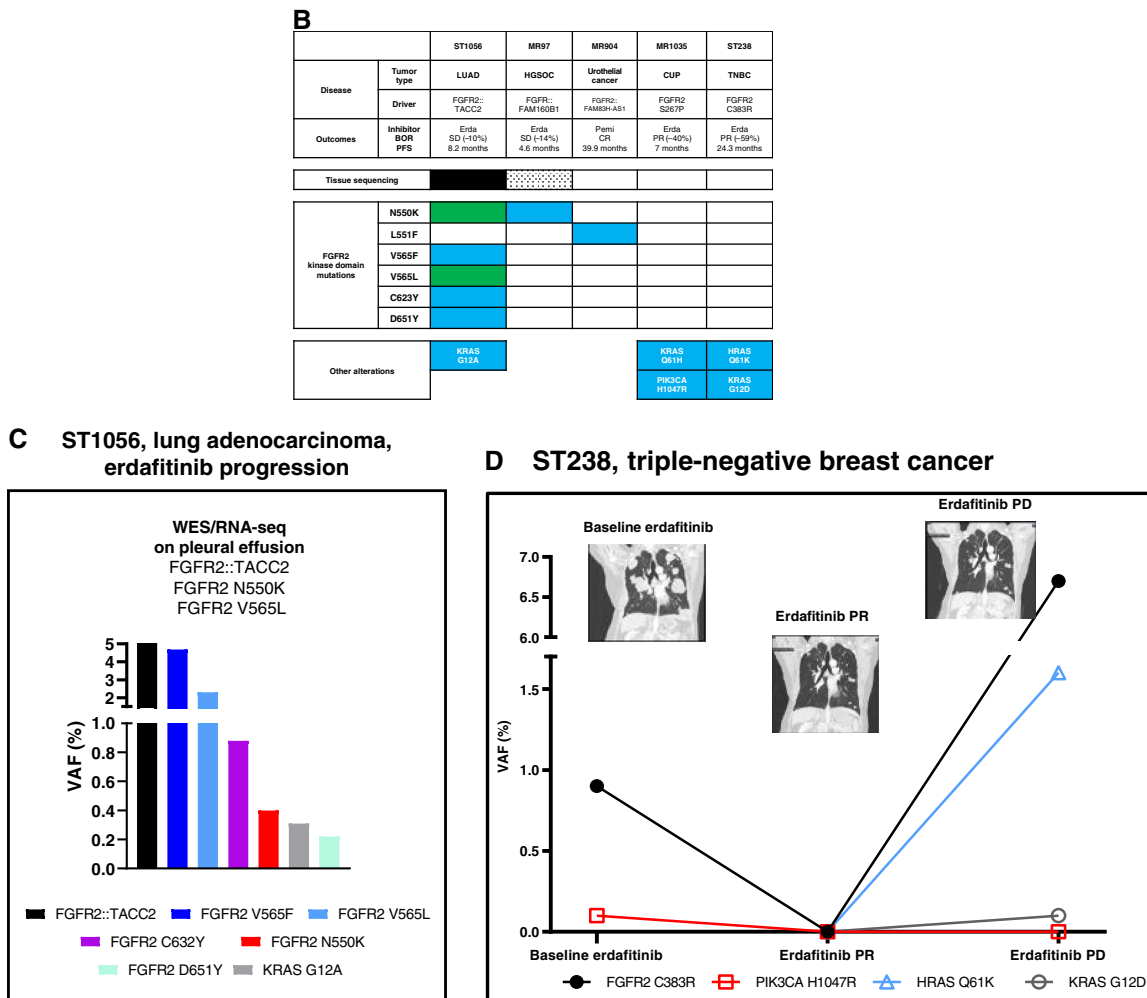 B
ST1056 MR97 MR904 MR1035 ST238
Disease
Tumor type
LUAD HGSOC Urothelial cancer CUP TNBC
Driver
FGFR2:: TACC2
FGFR:: FAM160B1
FGFR2:: FAM83H-AS1
FGFR2 S267P
FGFR2 C383R
Outcomes
Inhibitor BOR PFS
Erda SD (–10%) 8.2 months
Erda SD (–14%) 4.6 months
Pemi CR 39.9 months
Erda PR (–40%) 7 months
Erda PR (–59%) 24.3 months
Tissue sequencing
FGFR2 kinase domain mutations
N550K
L551F
V565F
V565L
C623Y
D651Y
Other alterations
KRAS G12A
KRAS Q61H
HRAS Q61K
PIK3CA H1047R
KRAS G12D
C ST1056, lung adenocarcinoma,
erdafitinib progression
WES/RNA-seq
on pleural effusion
FGFR2::TACC2
FGFR2 N550K
FGFR2 V565L
VAF (%)
5
4
3
2
1.0
0.8
0.6
0.4
0.2
0.0
FGFR2::TACC2 FGFR2 V565F FGFR2 V565L
FGFR2 C632Y FGFR2 N550K
FGFR2 D651Y KRAS G12A
D ST238, triple-negative breast cancer
Baseline erdafitinib
Erdafitinib PR
Erdafitinib PD
VAF (%)
7.0
6.5
6.0
1.5
1.0
0.5
0.0
Baseline erdafitinib Erdafitinib PR Erdafitinib PD
FGFR2 C383R PIK3CA H1047R HRAS Q61K KRAS G12D